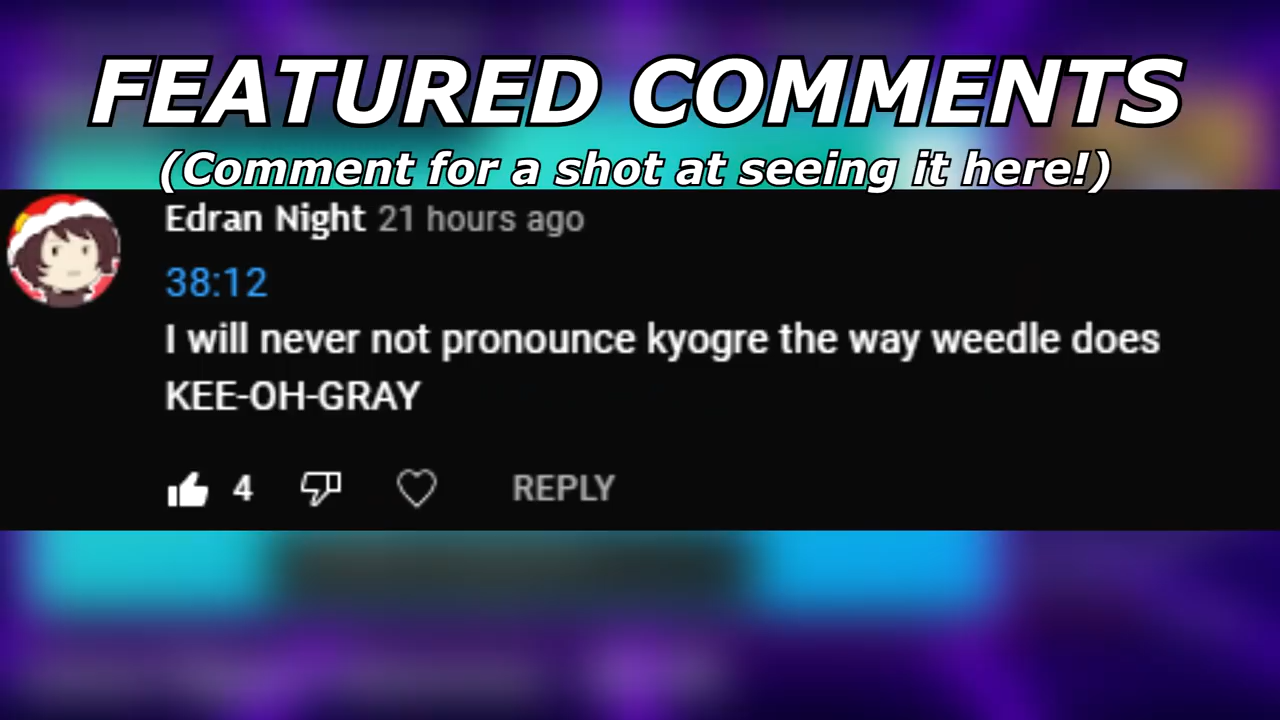 FEATURED COMMENTS
(Comment for a shot at seeing it here!)
Edran Night 21 hours ago
38:12
I will never not pronounce kyogre the way weedle does
KEE-OH-GRAY
4 REPLY